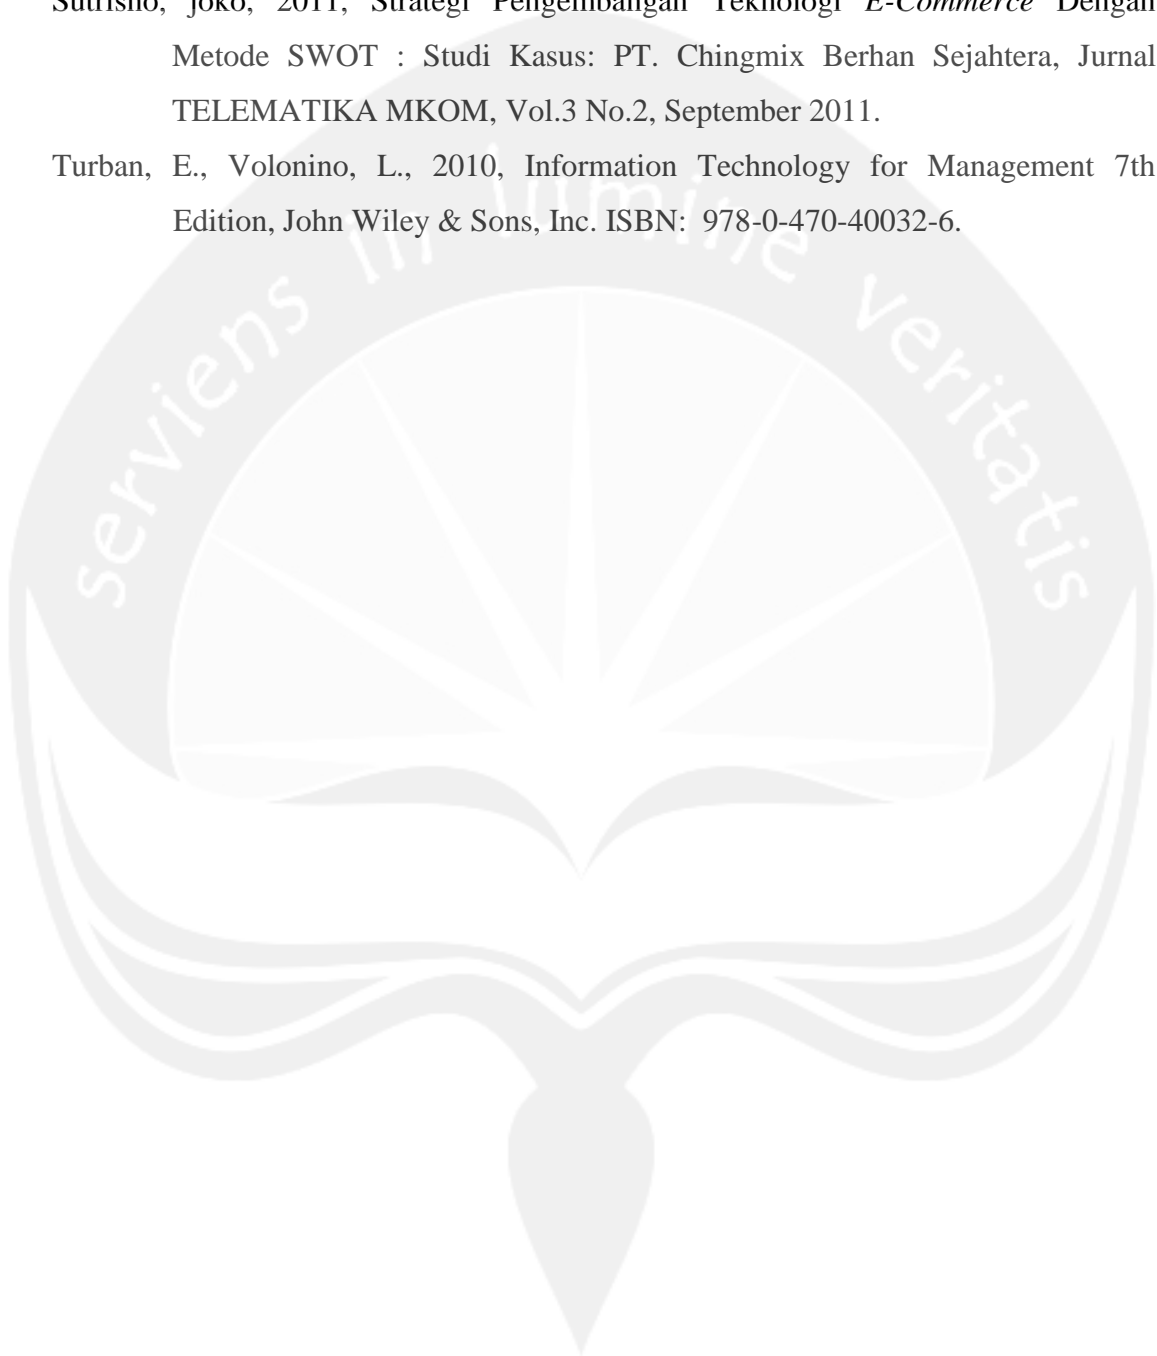 Sutrisno, joko, 2011, Strategi Pengembangan Teknologi E-Commerce Dengan
Metode SWOT : Studi Kasus: PT. Chingmix Berhan Sejahtera, Jurnal
TELEMATIKA MKOM, Vol.3 No.2, September 2011.
Turban, E., Volonino, L., 2010, Information Technology for Management 7th
Edition, John Wiley & Sons, Inc. ISBN: 978-0-470-40032-6.
serviens in lumine veritatis